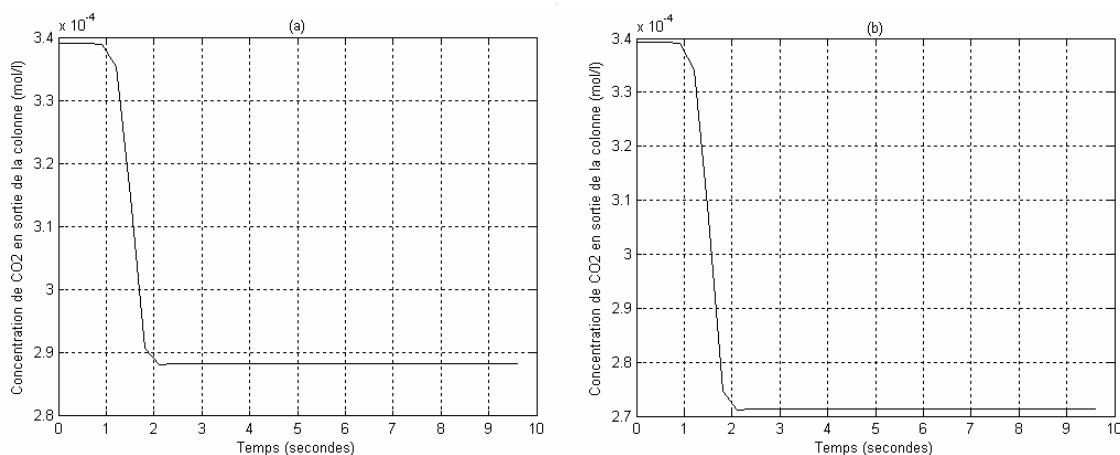 x 10^-4
(a)
3.4
3.3
3.2
3.1
3
2.9
2.8
0 1 2 3 4 5 6 7 8 9 10
Temps (secondes)
Concentration de CO2 en sortie de la colonne (mol/l)
x 10^-4
(b)
3.4
3.3
3.2
3.1
3
2.9
2.8
2.7
0 1 2 3 4 5 6 7 8 9 10
Temps (secondes)
Concentration de CO2 en sortie de la colonne (mol/l)